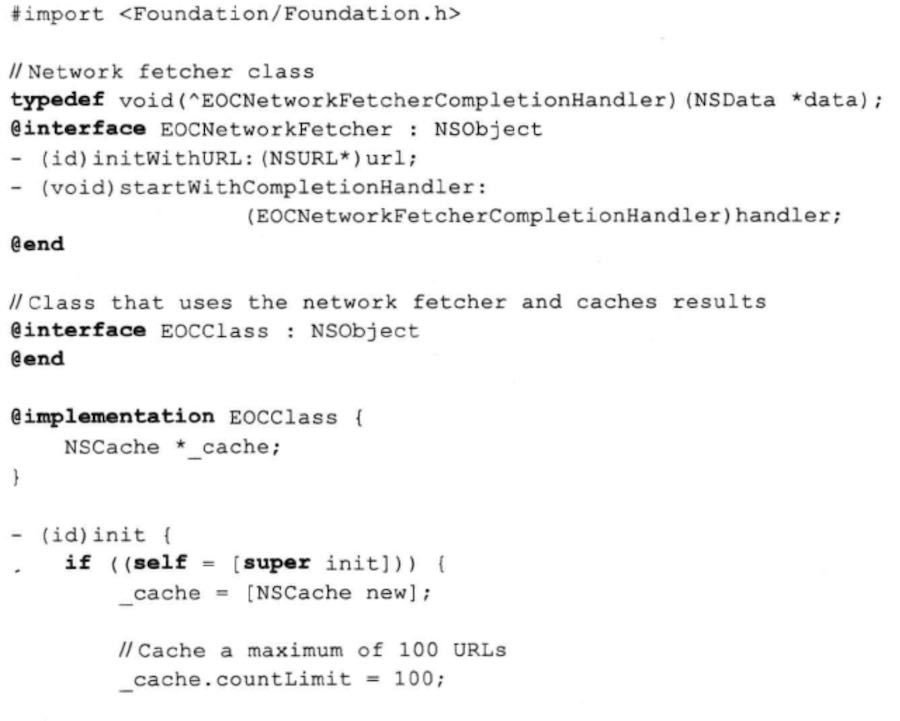 #import <Foundation/Foundation.h>
// Network fetcher class
typedef void(^EOCNetworkFetcherCompletionHandler)(NSData *data);
@interface EOCNetworkFetcher : NSObject
- (id)initWithURL:(NSURL*)url;
- (void)startWithCompletionHandler:
(EOCNetworkFetcherCompletionHandler)handler;
@end
// Class that uses the network fetcher and caches results
@interface EOCClass : NSObject
@end
@implementation EOCClass {
NSCache *_cache;
}
- (id)init {
if ((self = [super init])) {
_cache = [NSCache new];
// Cache a maximum of 100 URLs
_cache.countLimit = 100;